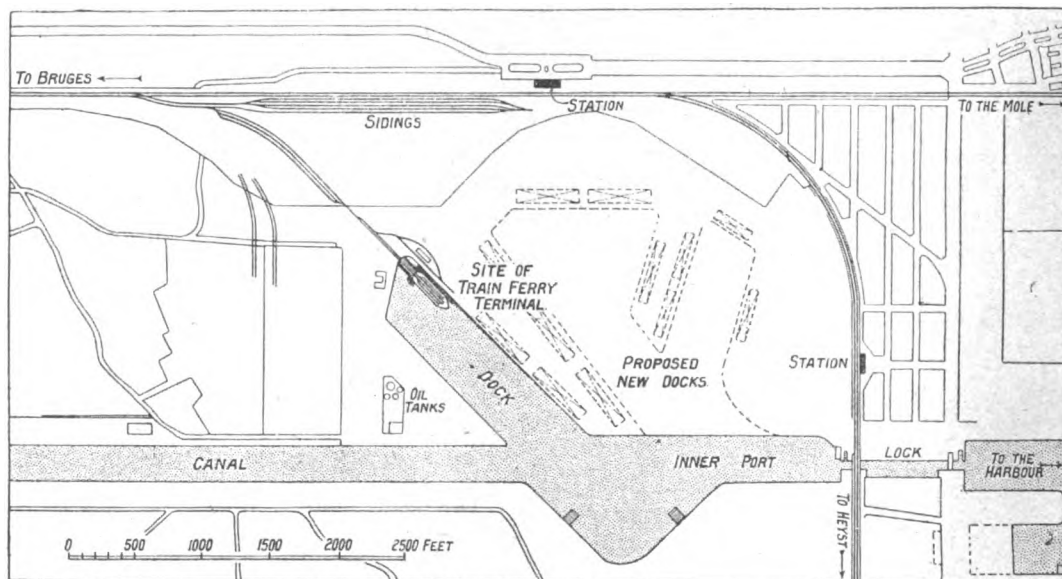 TO BRUGES
STATION
SIDINGS
TO THE MOLE
SITE OF
TRAIN FERRY
TERMINAL
PROPOSED
NEW DOCKS
STATION
DOCK
OIL
TANKS
CANAL
INNER PORT
LOCK
TO THE
HARBOUR
TO HEYST
0 500 1000 1500 2000 2500 FEET